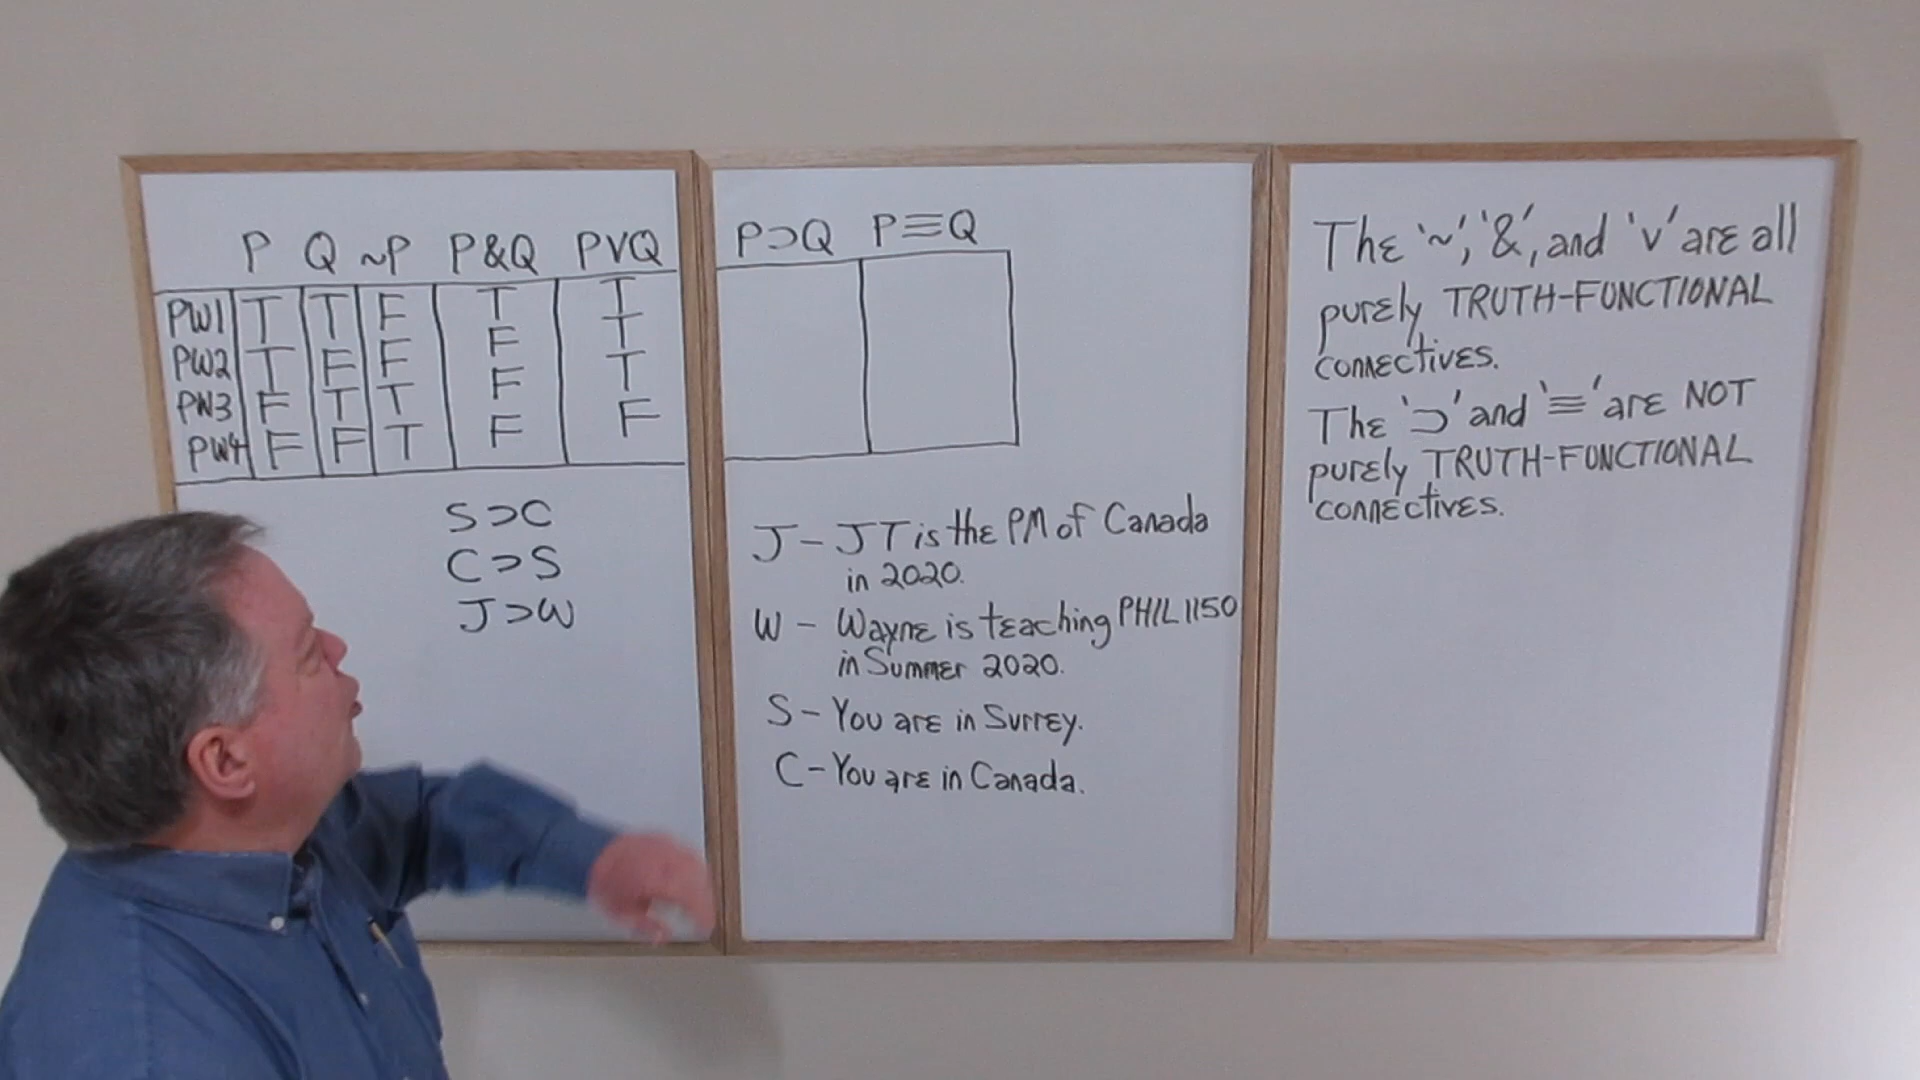 P Q ~P P&Q PVQ
PW1 T T F T T
PW2 T F F F T
PW3 F T T F T
PW4 F F T F F
S⊃C
C⊃S
J⊃W
P⊃Q P≡Q
J – JT is the PM of Canada
in 2020.
W – Wayne is teaching PHIL 1150
in Summer 2020.
S – You are in Surrey.
C – You are in Canada.
The '~', '&', and 'v' are all
purely TRUTH-FUNCTIONAL
connectives.
The '⊃' and '≡' are NOT
purely TRUTH-FUNCTIONAL
connectives.